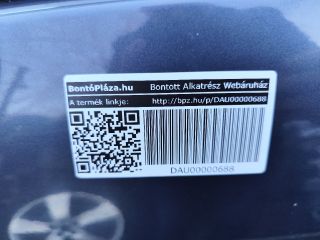 BontóPláza.hu Bontott Alkatrész Webáruház
A termék linkje: http://bpz.hu/p/DAU00000688
DAU00000688